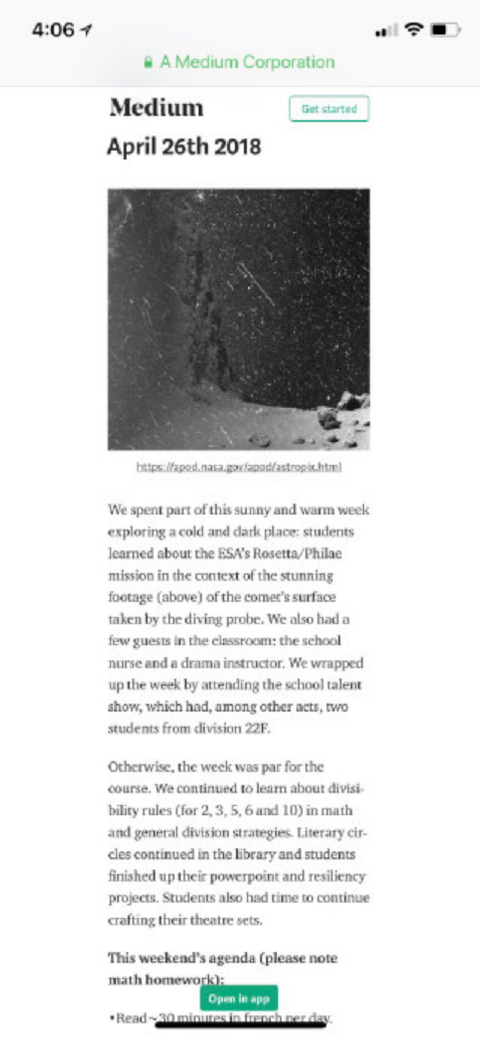 4:06
A Medium Corporation
Medium
Get started
April 26th 2018
https://apod.nasa.gov/apod/astropix.html
We spent part of this sunny and warm week
exploring a cold and dark place: students
learned about the ESA's Rosetta/Philae
mission in the context of the stunning
footage (above) of the comet's surface
taken by the diving probe. We also had a
few guests in the classroom: the school
nurse and a drama instructor. We wrapped
up the week by attending the school talent
show, which had, among other acts, two
students from division 22F.
Otherwise, the week was par for the
course. We continued to learn about divisi-
bility rules (for 2, 3, 5, 6 and 10) in math
and general division strategies. Literary cir-
cles continued in the library and students
finished up their powerpoint and resiliency
projects. Students also had time to continue
crafting their theatre sets.
This weekend's agenda (please note
math homework):
Open in app
•Read ~30 minutes in french per day.